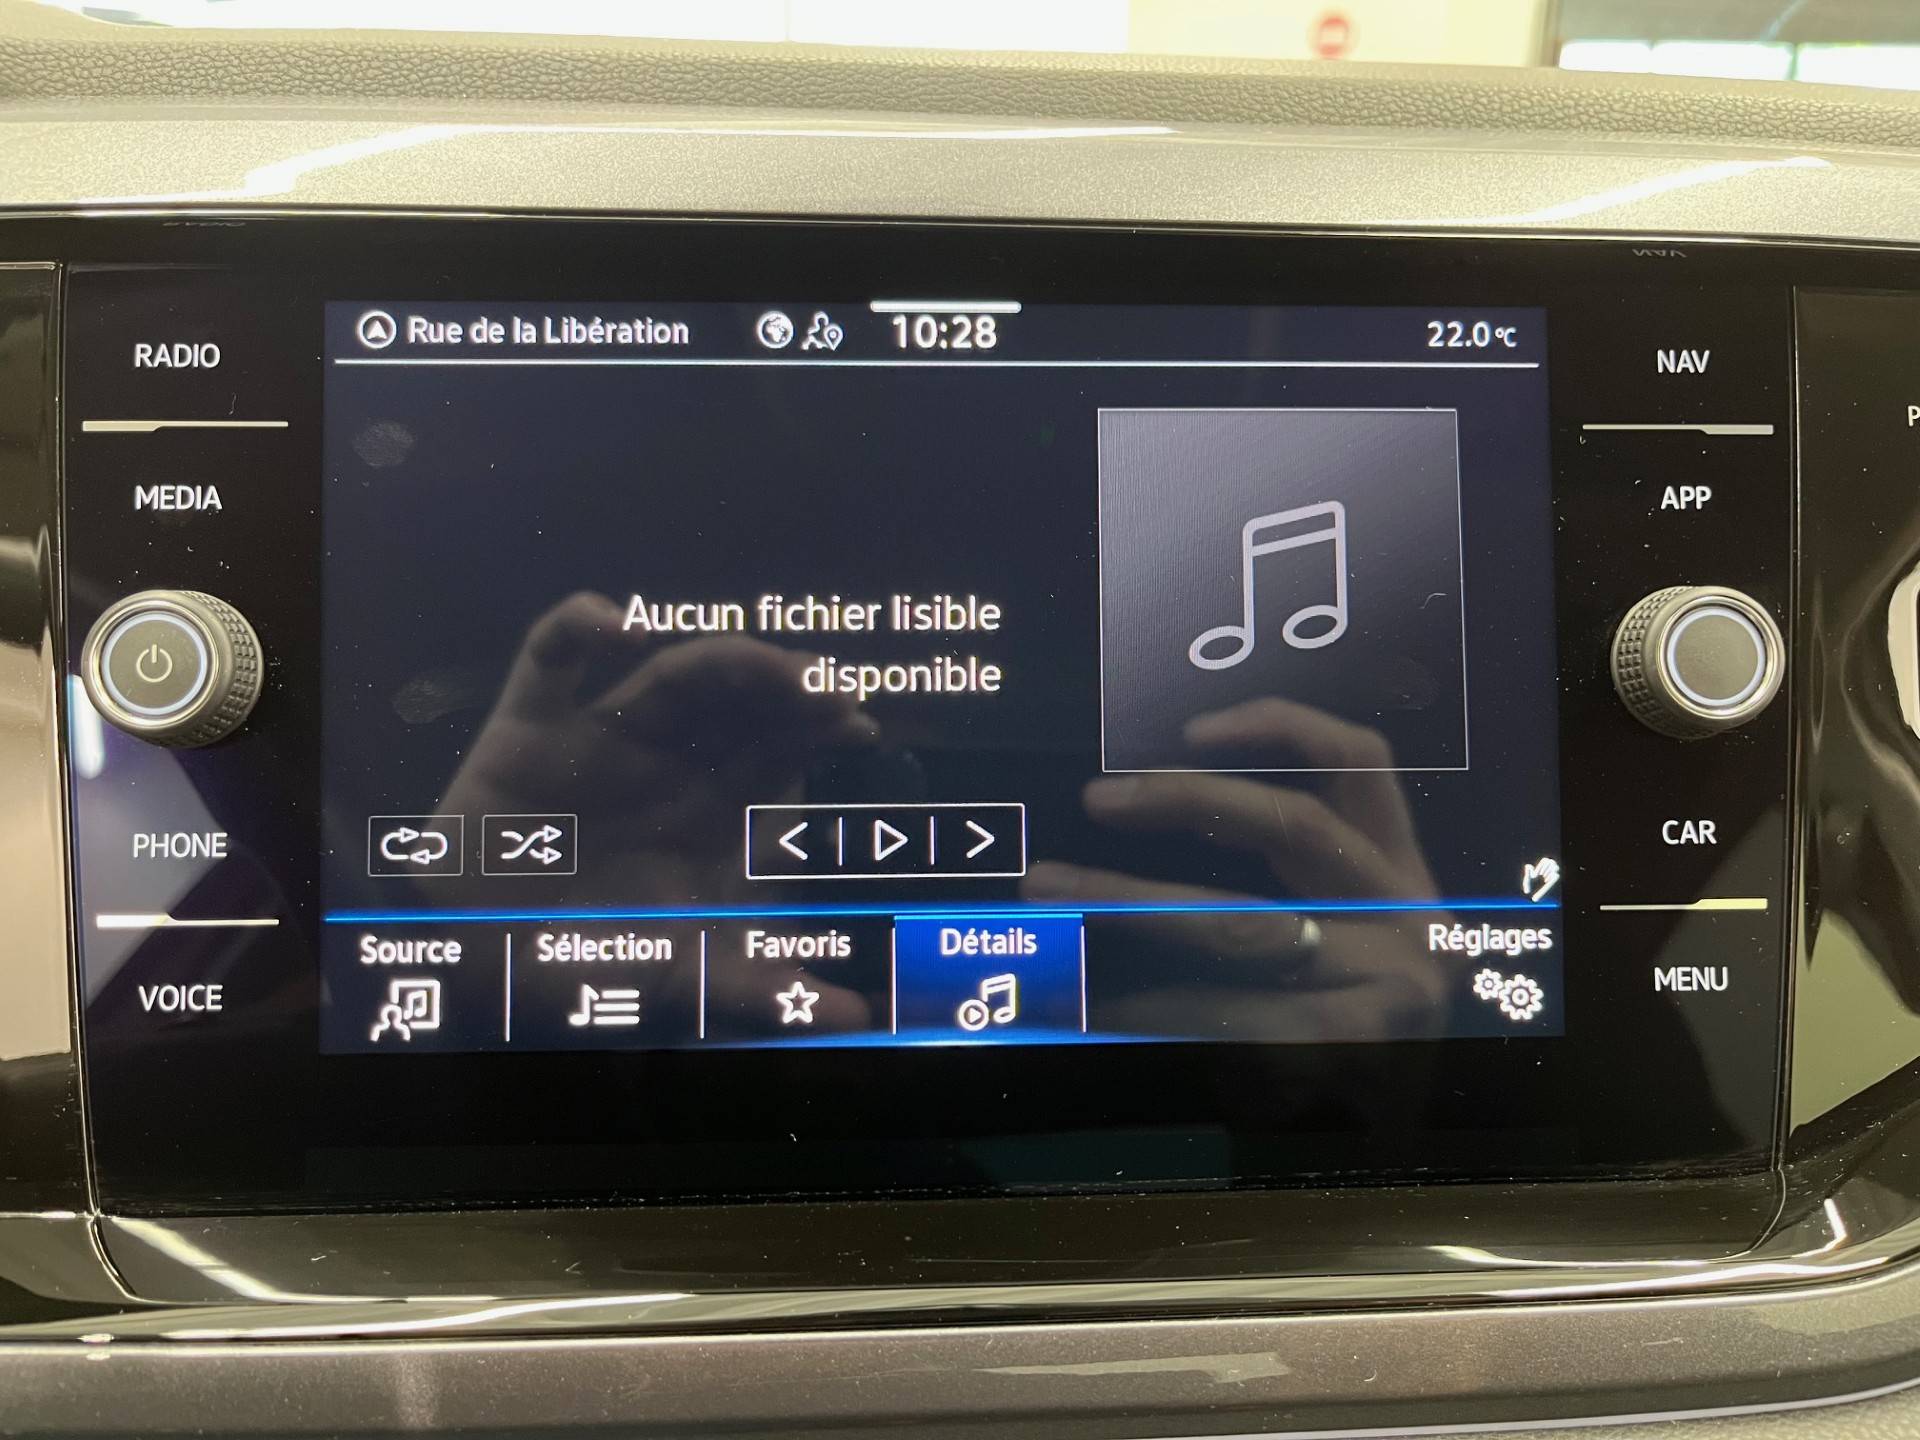 RADIO
MEDIA
PHONE
VOICE
Rue de la Libération
10:28
22.0°C
Aucun fichier lisible
disponible
Source
Sélection
Favoris
Détails
Réglages
NAV
APP
CAR
MENU
P